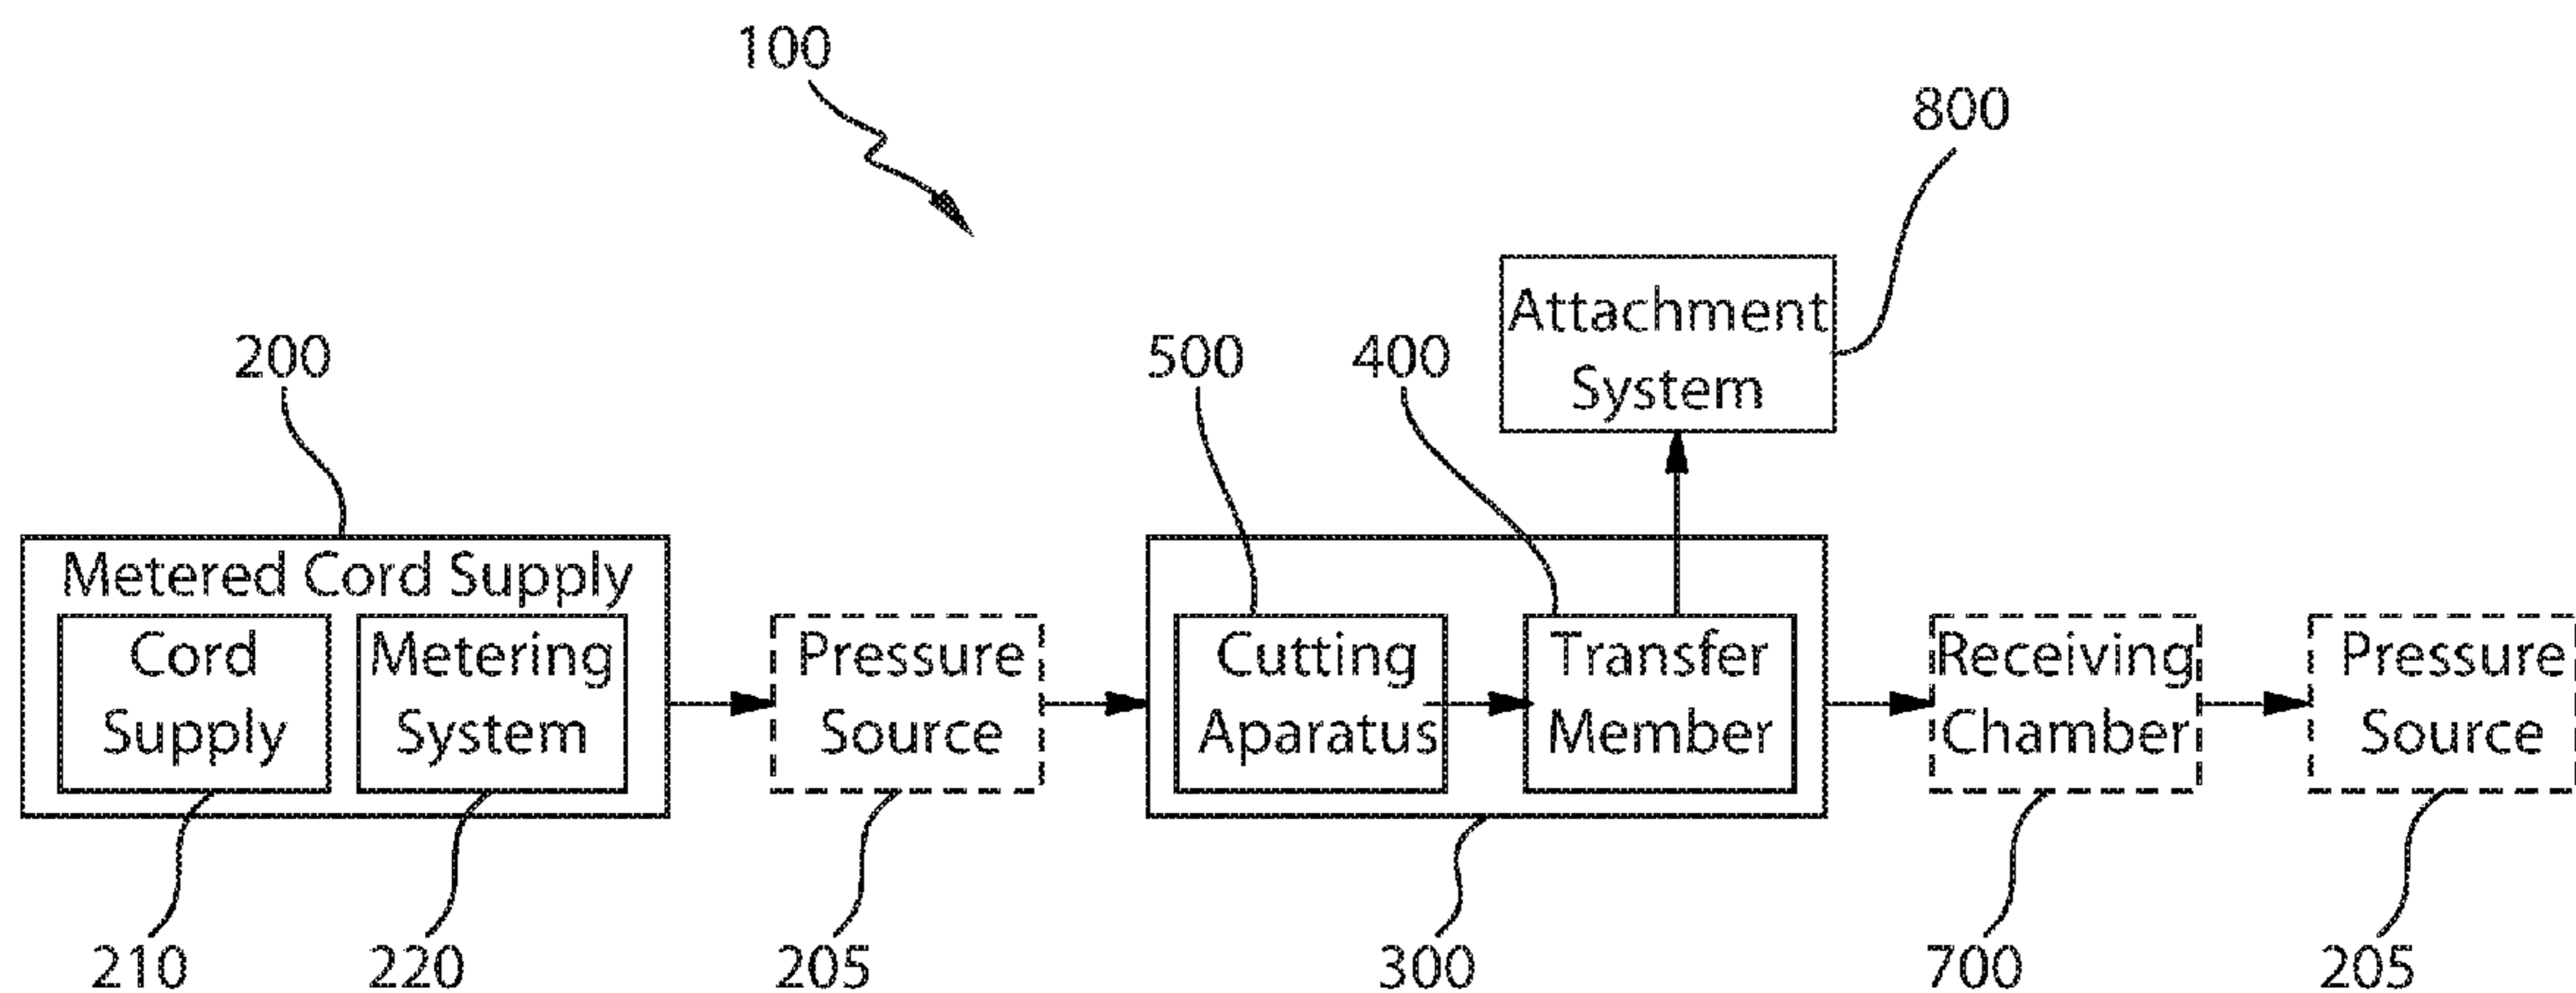 100
800
Attachment
System
200
500
400
Metered Cord Supply
Cord
Supply
Metering
System
Pressure
Source
Cutting
Aparatus
Transfer
Member
Receiving
Chamber
Pressure
Source
210
220
205
300
700
205